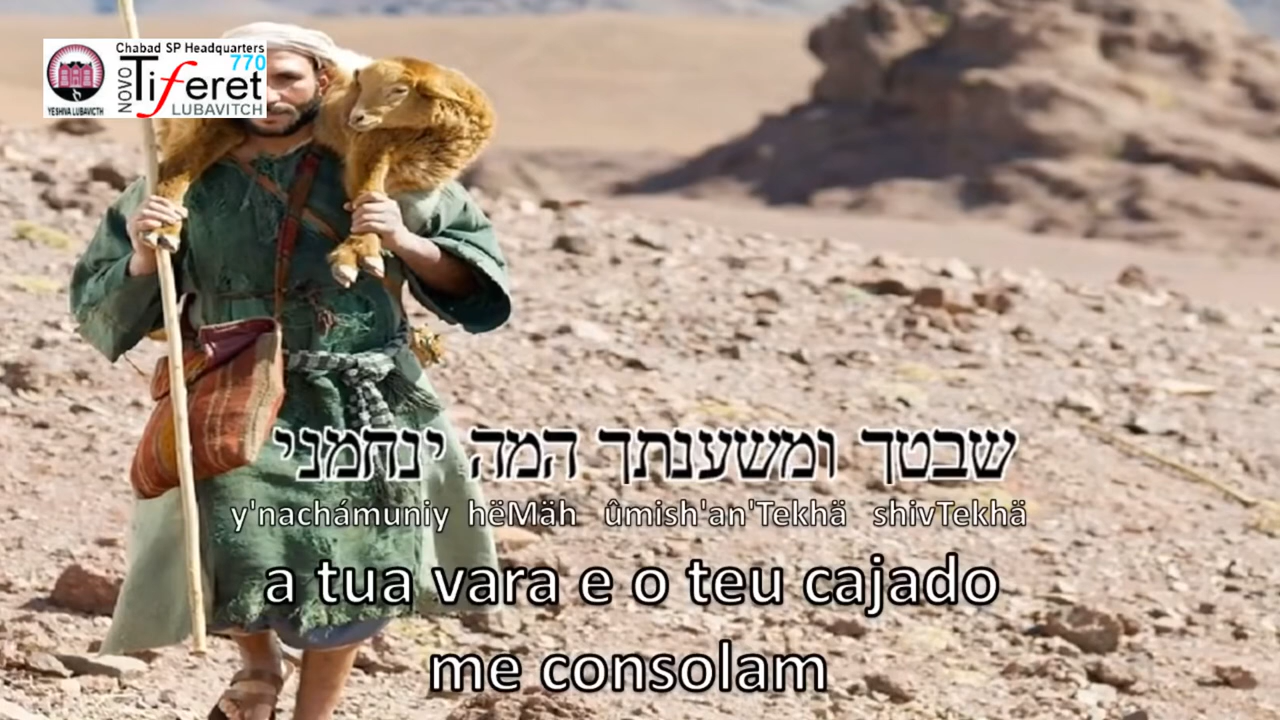 Chabad SP Headquarters
770
NOVO Tiferet
LUBAVITCH
YESHIVA LUBAVICTH
שבטך ומשענתך המה ינחמני
y'nachámuniy hëMäh ûmish'an'Tekhä shivTekhä
a tua vara e o teu cajado
me consolam